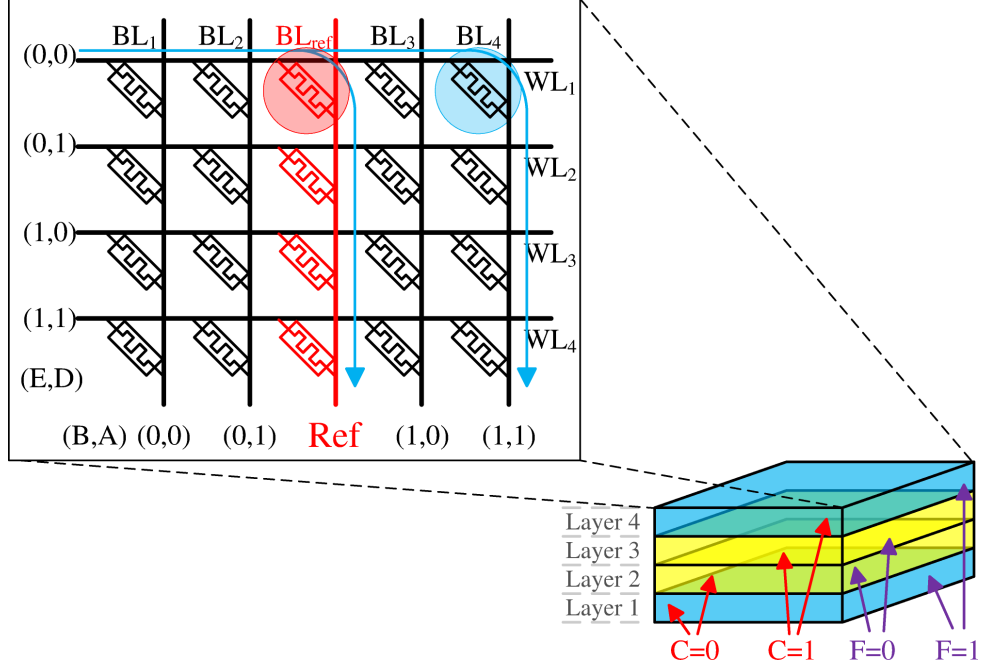 BL₁ BL₂ BL_ref BL₃ BL₄
(0,0) WL₁
(0,1) WL₂
(1,0) WL₃
(1,1) WL₄
(E,D)
(B,A) (0,0) (0,1) Ref (1,0) (1,1)
Layer 4
Layer 3
Layer 2
Layer 1
C=0 C=1 F=0 F=1